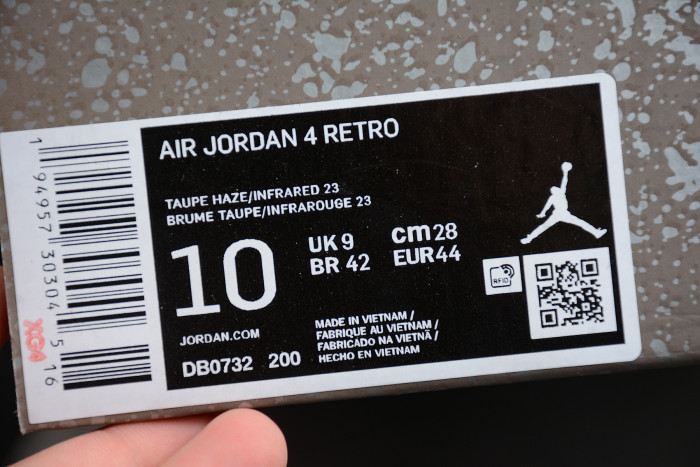 AIR JORDAN 4 RETRO
TAUPE HAZE/INFRARED 23
BRUME TAUPE/INFRAROUGE 23
10
UK 9
BR 42
cm 28
EUR 44
RFID
JORDAN.COM
DB0732 200
MADE IN VIETNAM /
FABRIQUE AU VIETNAM /
FABRICADO NA VIETNÃ /
HECHO EN VIETNAM
1 94957 30304 5 16
XC4